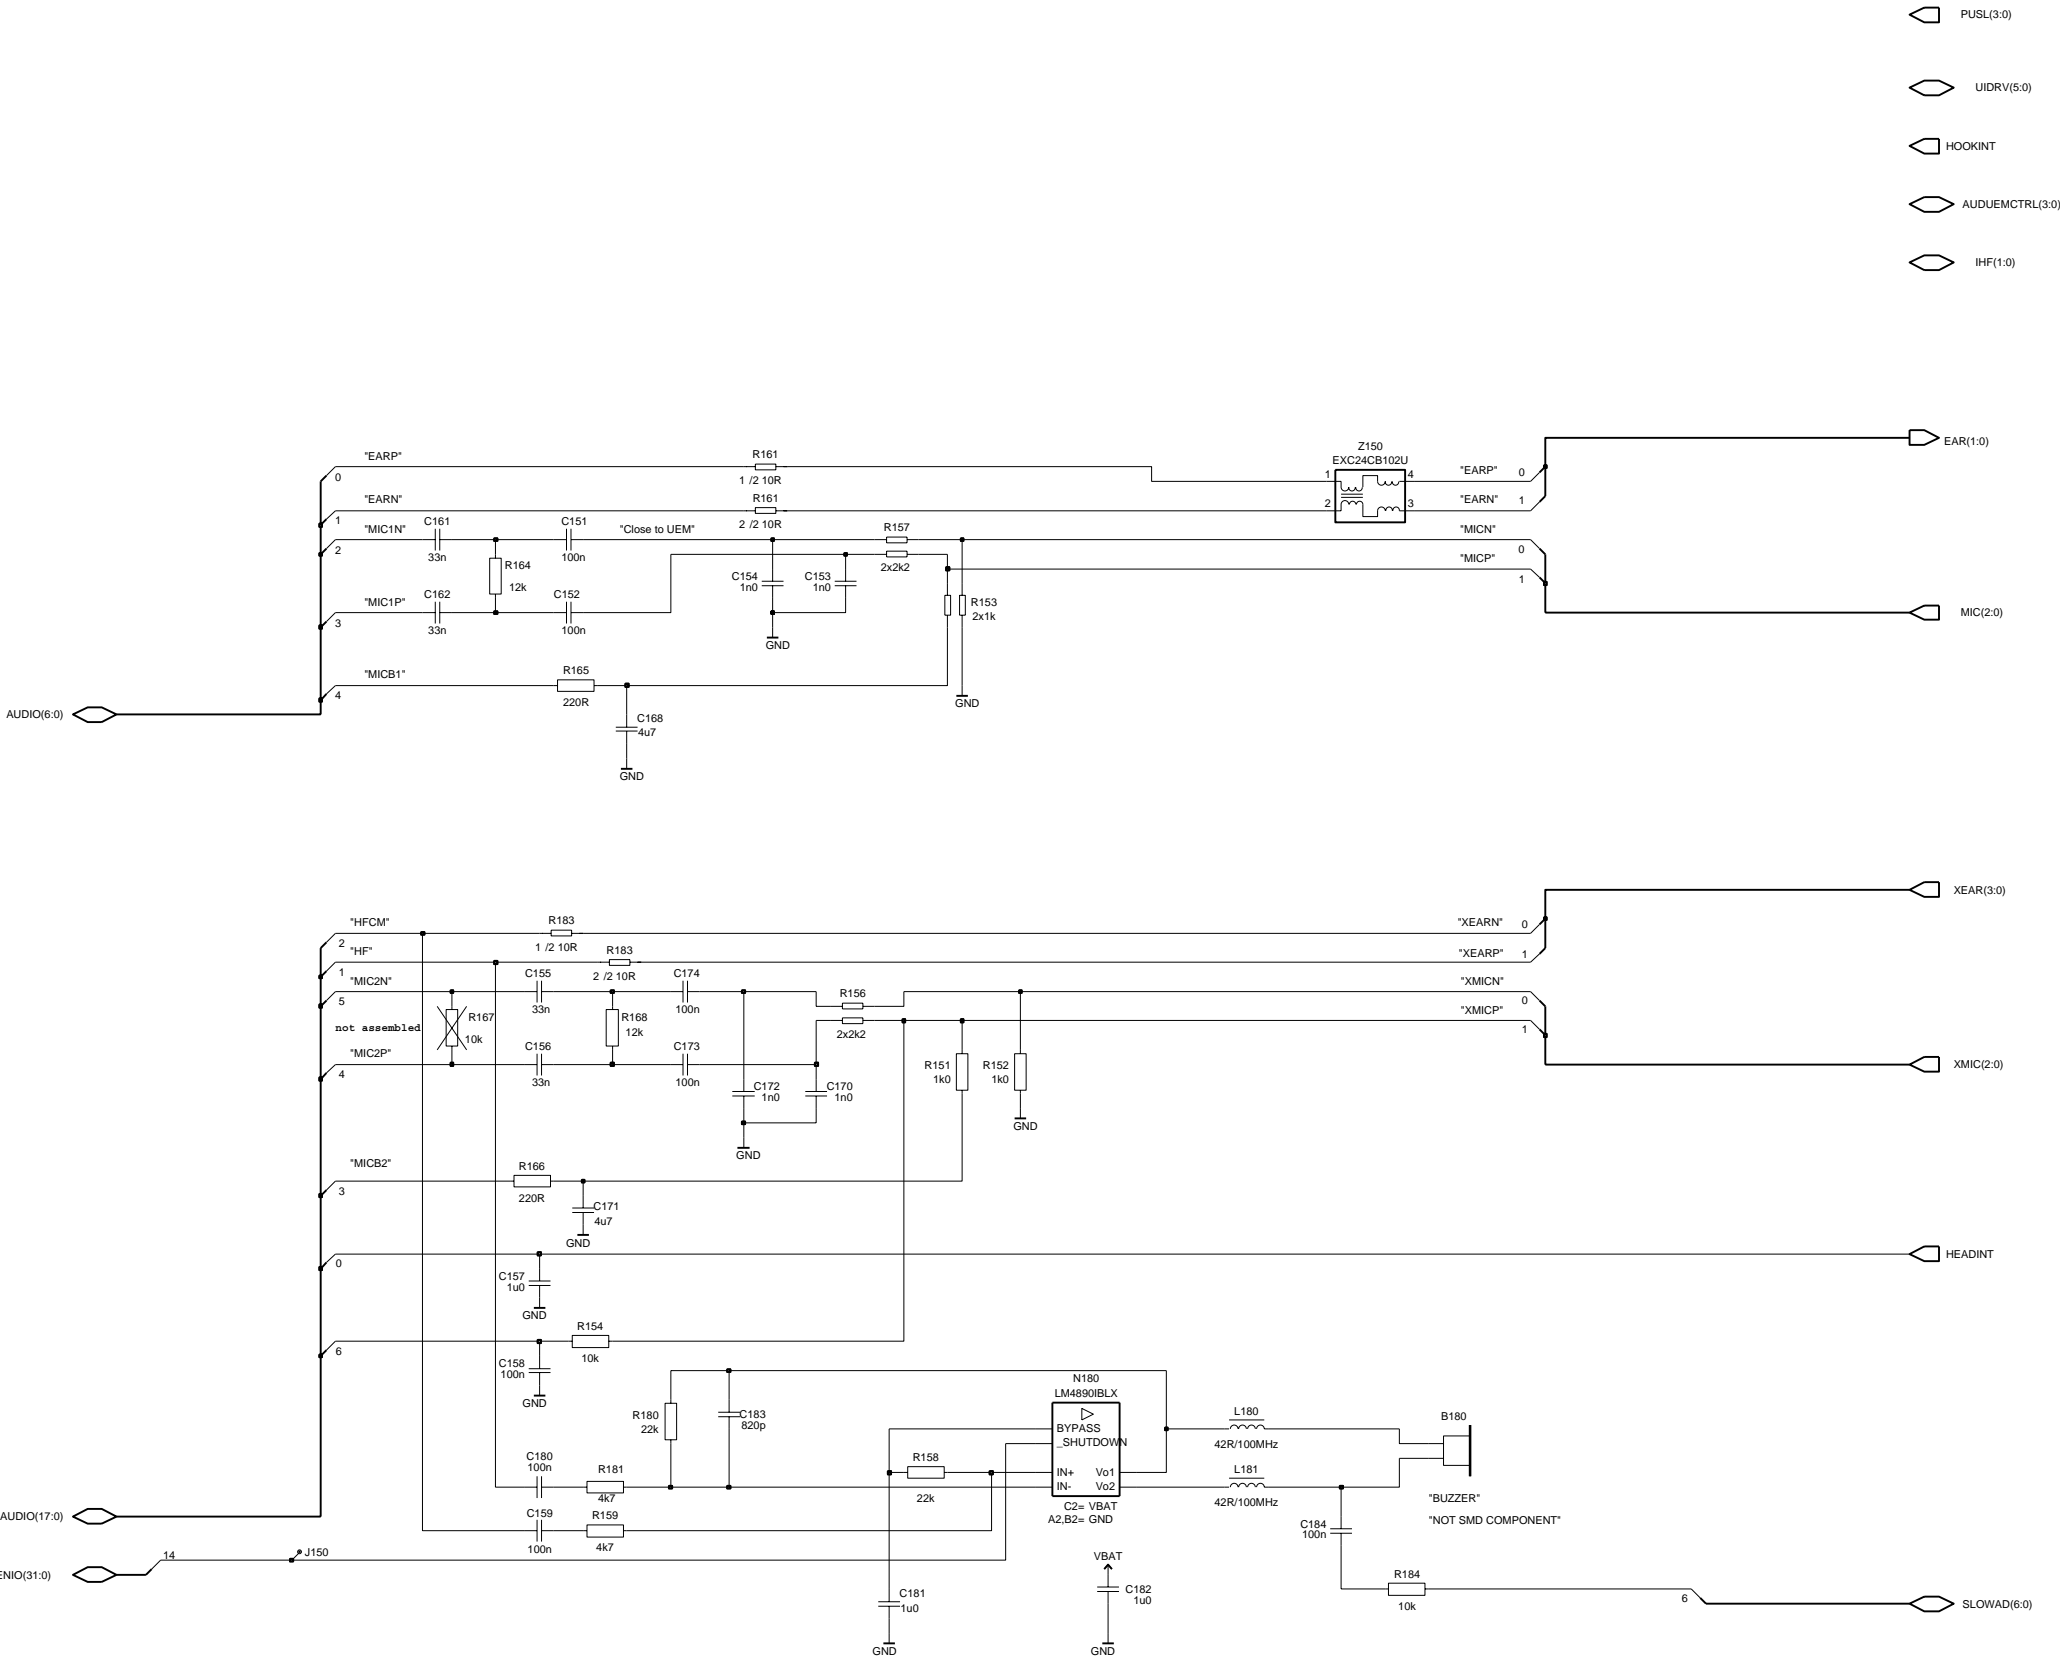 PUSL(3:0)
UIDRV(5:0)
HOOKINT
AUDUEMCTRL(3:0)
IHF(1:0)
EAR(1:0)
Z150
EXC24CB102U
1
4
2
3
"EARP"
0
R161
1 /2 10R
"EARP"
0
"EARN"
1
R161
2 /2 10R
"EARN"
1
"MIC1N"
2
C161
33n
C151
100n
"Close to UEM"
R157
2x2k2
"MICN"
0
"MICP"
1
R164
12k
C154
1n0
C153
1n0
GND
"MIC1P"
3
C162
33n
C152
100n
R153
2x1k
GND
MIC(2:0)
"MICB1"
4
R165
220R
C168
4u7
GND
AUDIO(6:0)
XEAR(3:0)
"HFCM"
2
R183
1 /2 10R
"XEARN"
0
"HF"
1
R183
2 /2 10R
"XEARP"
1
"MIC2N"
5
C155
33n
C174
100n
R156
2x2k2
"XMICN"
0
"XMICP"
1
not assembled
R167
10k
R168
12k
"MIC2P"
4
C156
33n
C173
100n
C172
1n0
C170
1n0
GND
R151
1k0
R152
1k0
GND
XMIC(2:0)
"MICB2"
3
R166
220R
C171
4u7
GND
0
HEADINT
C157
1u0
GND
6
R154
10k
C158
100n
GND
N180
LM4890IBLX
BYPASS
_SHUTDOWN
IN+
IN-
Vo1
Vo2
C2= VBAT
A2,B2= GND
R180
22k
C183
820p
R158
22k
L180
42R/100MHz
L181
42R/100MHz
B180
"BUZZER"
"NOT SMD COMPONENT"
C180
100n
R181
4k7
C159
100n
R159
4k7
C184
100n
AUDIO(17:0)
14
J150
ENIO(31:0)
VBAT
C182
1u0
GND
C181
1u0
GND
R184
10k
6
SLOWAD(6:0)